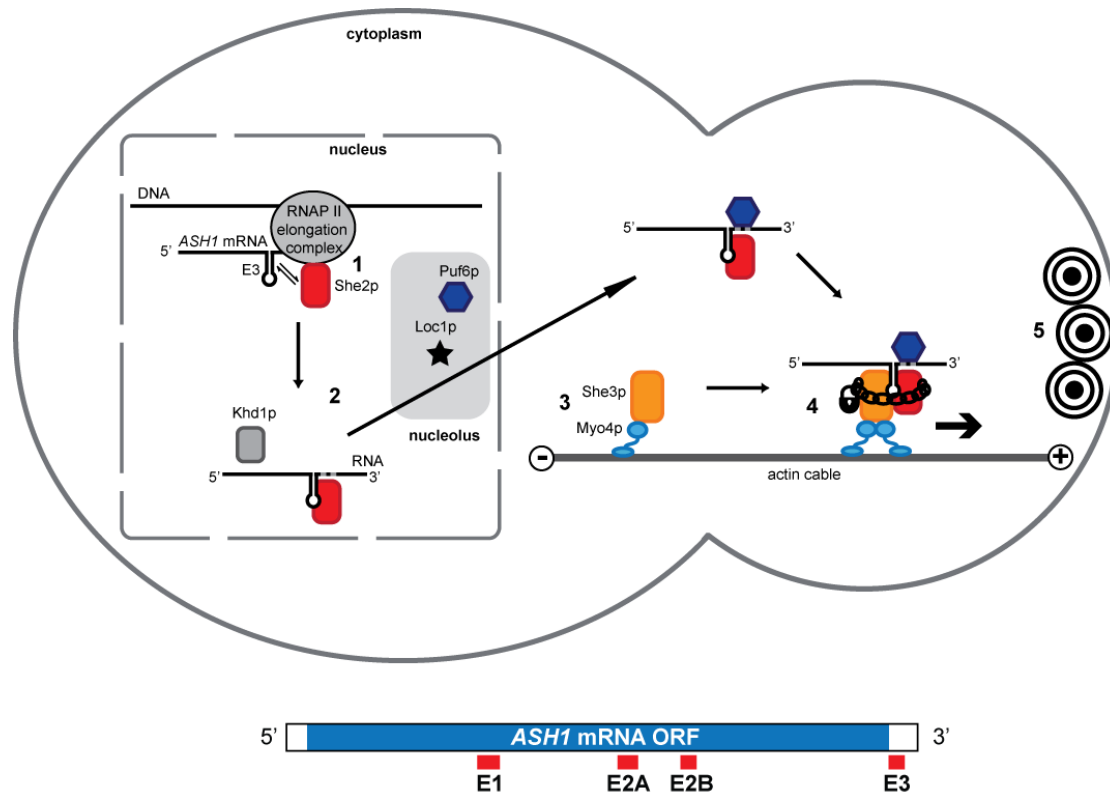 cytoplasm
nucleus
DNA
RNAP II
elongation
complex
5’ ASH1 mRNA
E3
1
She2p
Puf6p
Loc1p
nucleolus
2
Khd1p
RNA
5’ 3’
5’ 3’
3
She3p
Myo4p
5’ 3’
4
5
- +
actin cable
5’ ASH1 mRNA ORF 3’
E1 E2A E2B E3